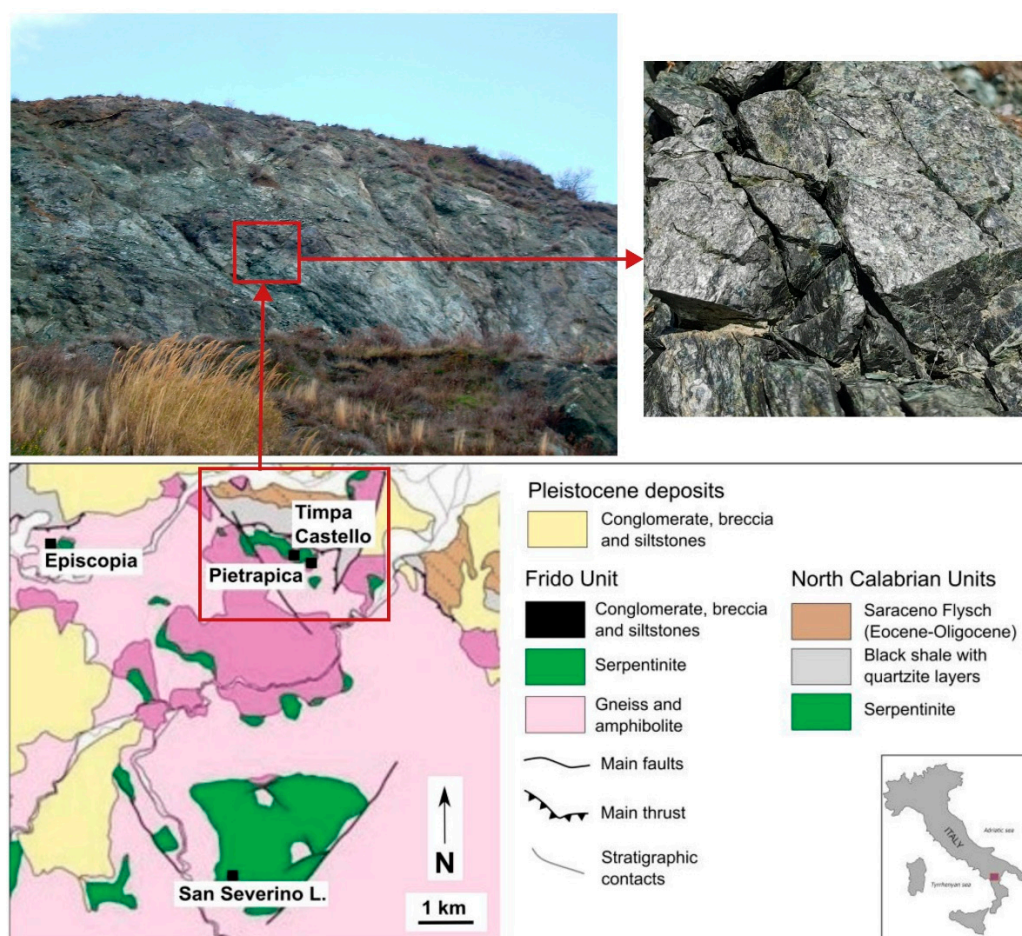 Timpa
Castello
Episcopia
Pietrapica
N
San Severino L.
1 km
Pleistocene deposits
Conglomerate, breccia
and siltstones
Frido Unit
Conglomerate, breccia
and siltstones
Serpentinite
Gneiss and
amphibolite
Main faults
Main thrust
Stratigraphic
contacts
North Calabrian Units
Saraceno Flysch
(Eocene-Oligocene)
Black shale with
quartzite layers
Serpentinite
ITALY
Adriatic sea
Tyrrhenyan sea